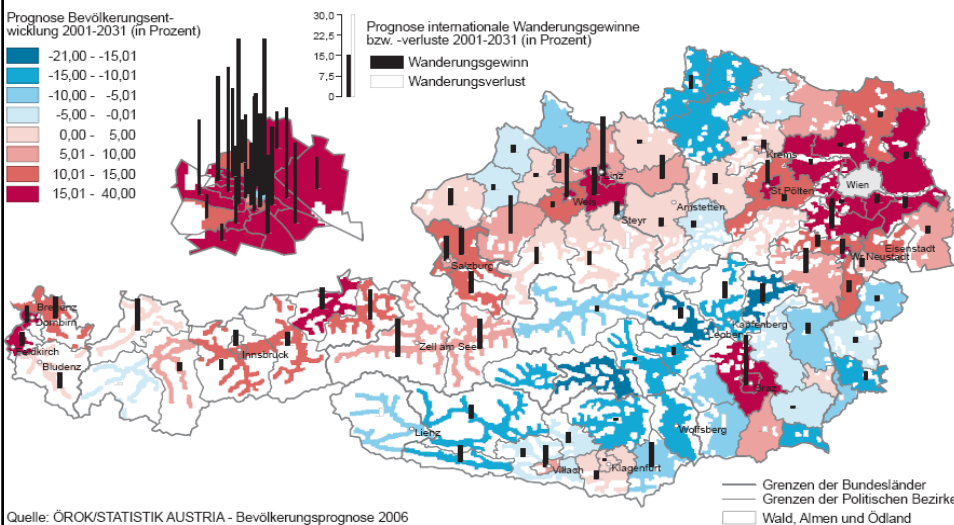 Prognose Bevölkerungsent-
wicklung 2001-2031 (in Prozent)
-21,00 - -15,01
-15,00 - -10,01
-10,00 - -5,01
-5,00 - -0,01
0,00 - 5,00
5,01 - 10,00
10,01 - 15,00
15,01 - 40,00
30,0
22,5
15,0
7,5
0
Prognose internationale Wanderungsgewinne
bzw. -verluste 2001-2031 (in Prozent)
Wanderungsgewinn
Wanderungsverlust
Krems
Linz
Wien
St.Pölten
Wels
Amstetten
Steyr
Eisenstadt
Wr.Neustadt
Salzburg
Bregenz
Dornbirn
Kapfenberg
Leoben
Zell am See
Feldkirch
Innsbruck
Bludenz
Graz
Lienz
Wolfsberg
Villach
Klagenfurt
Grenzen der Bundesländer
Grenzen der Politischen Bezirke
Wald, Almen und Ödland
Quelle: ÖROK/STATISTIK AUSTRIA - Bevölkerungsprognose 2006